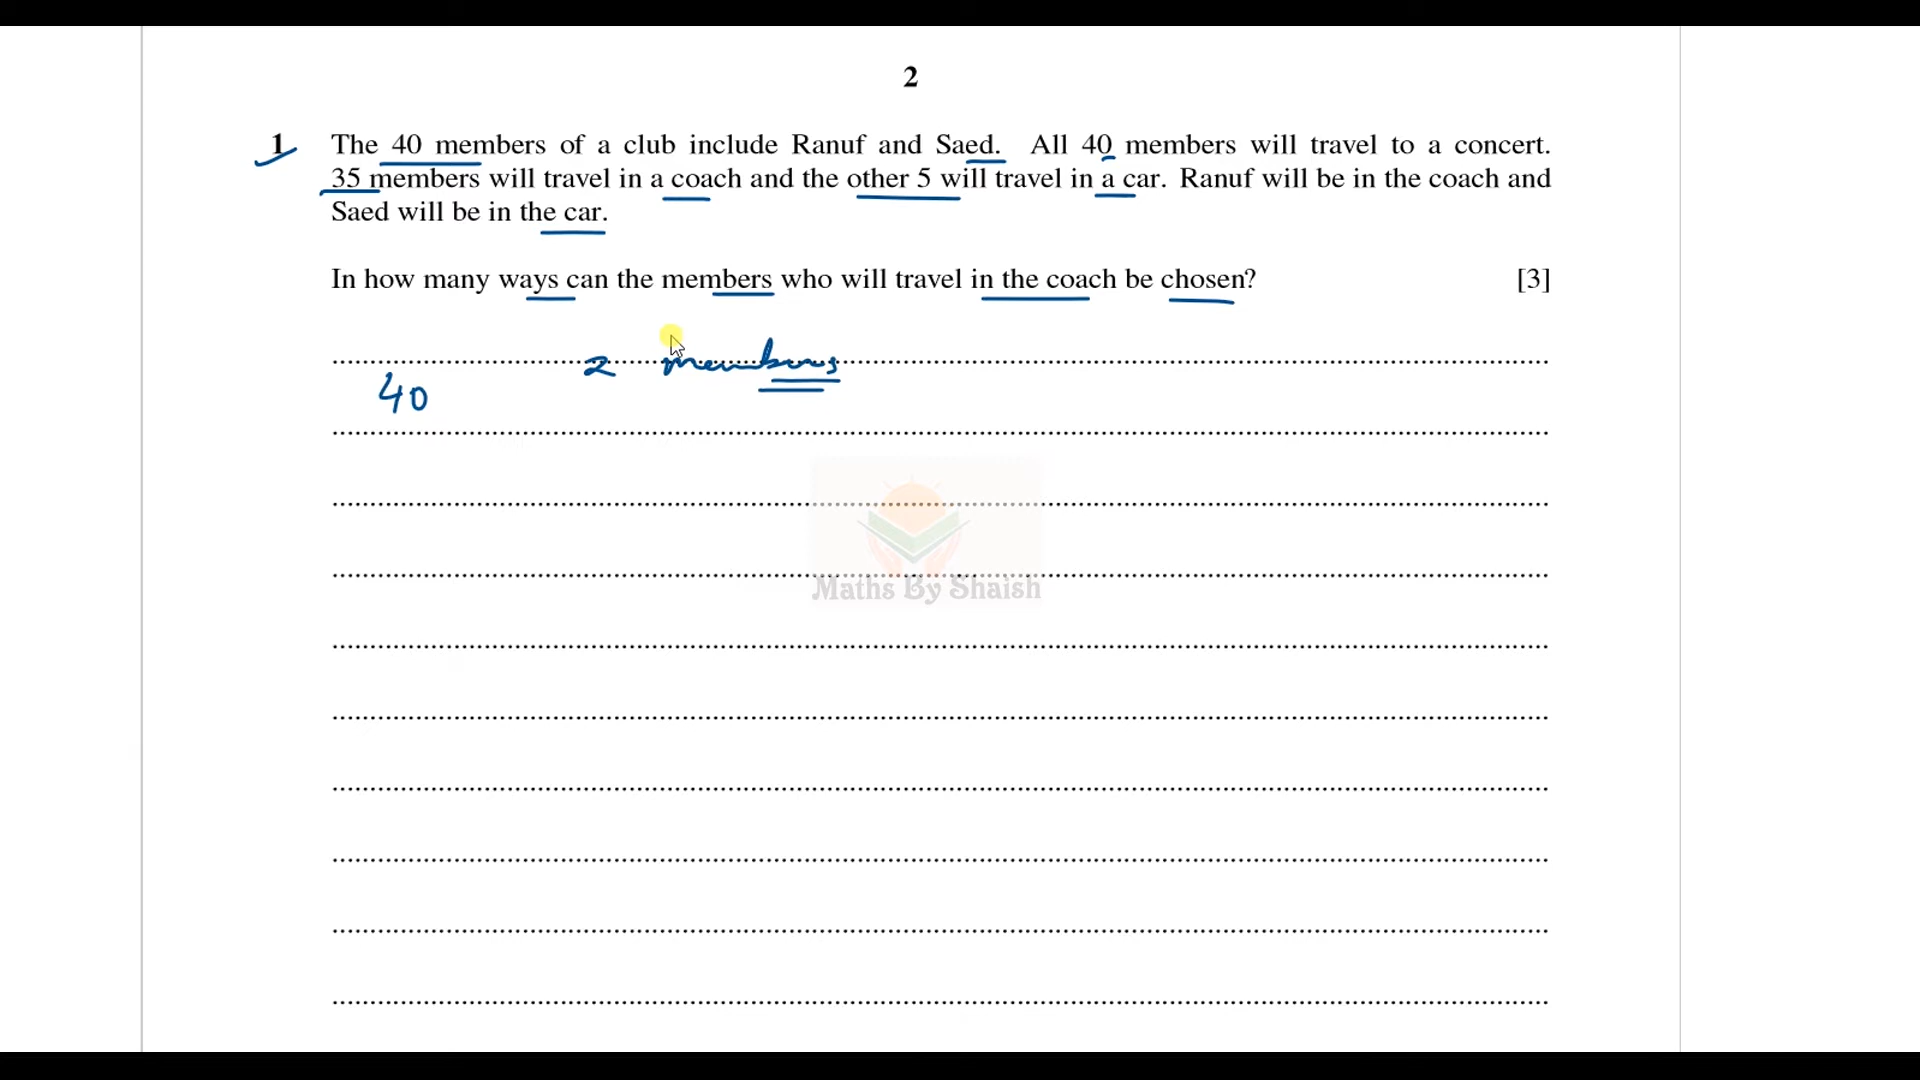 2
1 The 40 members of a club include Ranuf and Saed. All 40 members will travel to a concert.
35 members will travel in a coach and the other 5 will travel in a car. Ranuf will be in the coach and
Saed will be in the car.
In how many ways can the members who will travel in the coach be chosen? [3]
2 members
40
Maths By Shaish